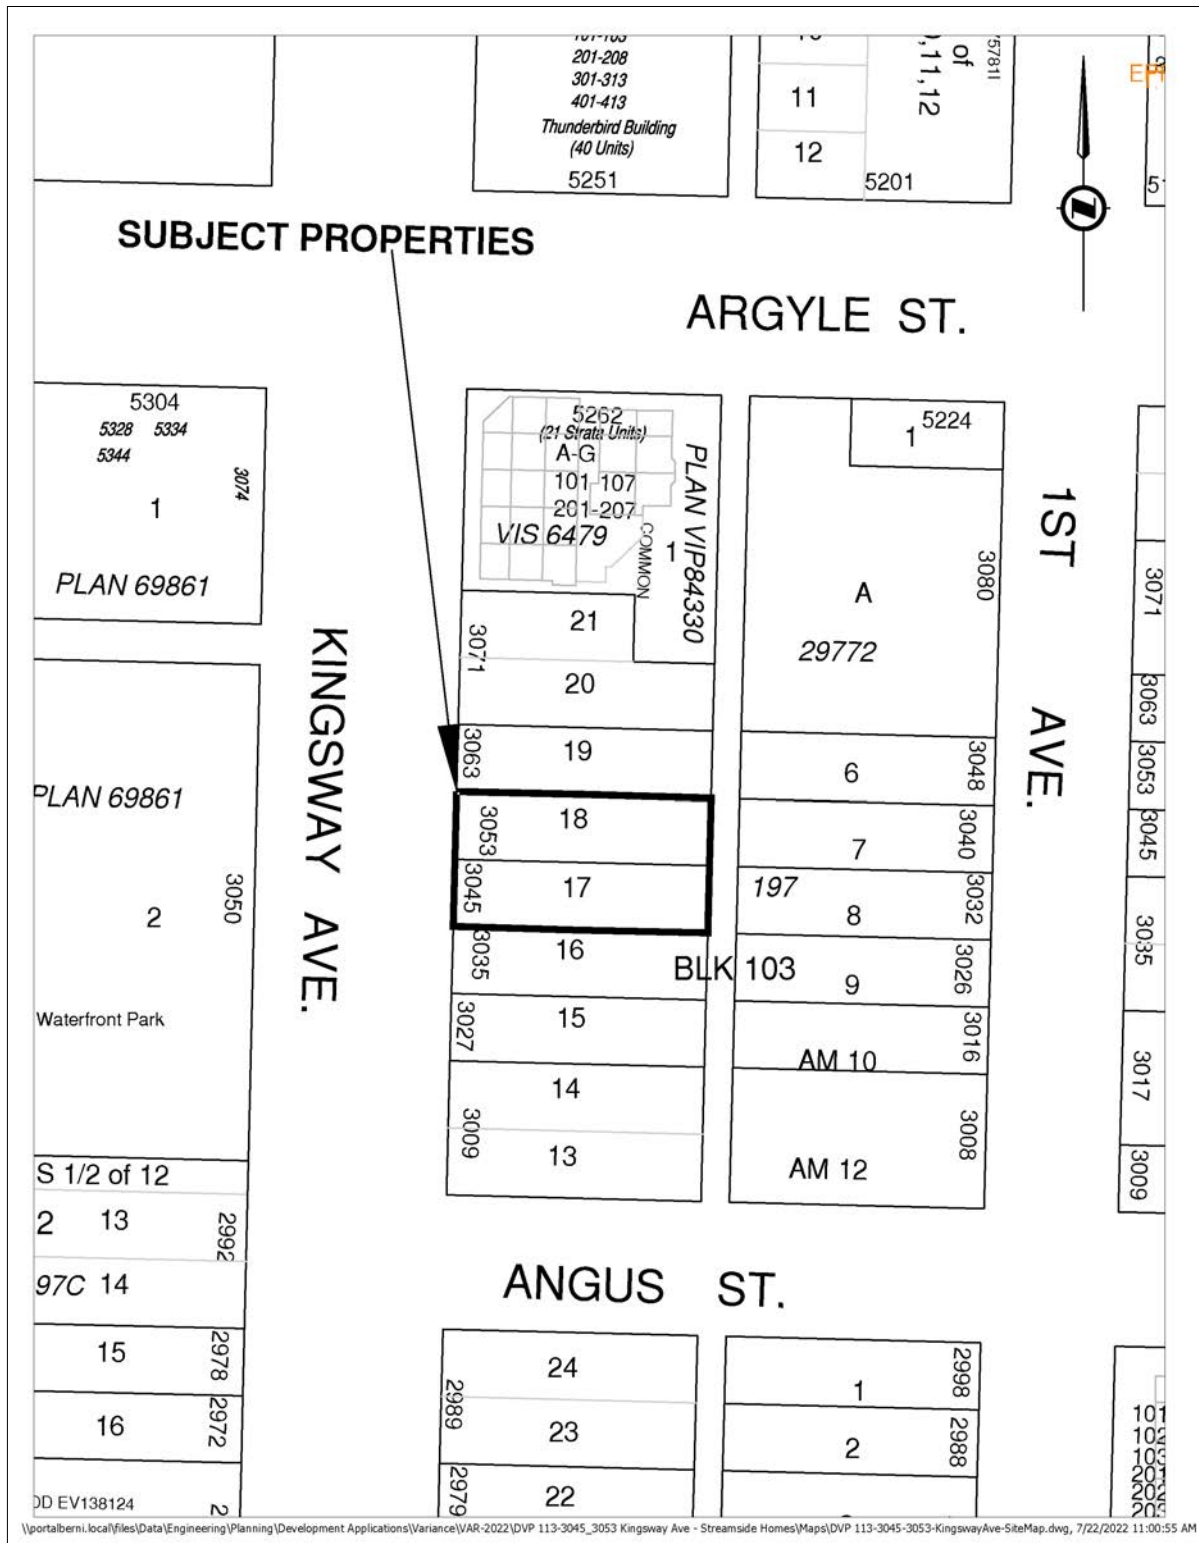 201-208
301-313
401-413
Thunderbird Building
(40 Units)
5251
11
12
of
,11,12
5781I
5201
SUBJECT PROPERTIES
ARGYLE ST.
5304
5328 5334
5344
3074
1
PLAN 69861
5262
(21 Strata Units)
A-G
101 107
201-207
VIS 6479
COMMON
1
PLAN VIP84330
1 5224
1ST AVE.
A
3080
29772
3071
21
3071
20
KINGSWAY AVE.
3063
19
3063
6
3048
PLAN 69861
3053
18
3053
7
3040
3045
3045
17
197
8
3032
2
3050
3035
16
BLK 103
9
3026
3035
Waterfront Park
3027
15
AM 10
3016
3017
14
3009
13
AM 12
3008
3009
S 1/2 of 12
2 13
2992
97C 14
ANGUS ST.
15
2978
16
2972
24
2989
23
1
2998
2
2988
2979
22
OD EV138124
2
\\portalberni.local\files\Data\Engineering\Planning\Development Applications\Variance\VAR-2022\DVP 113-3045_3053 Kingsway Ave - Streamside Homes\Maps\DVP 113-3045-3053-KingswayAve-SiteMap.dwg, 7/22/2022 11:00:55 AM